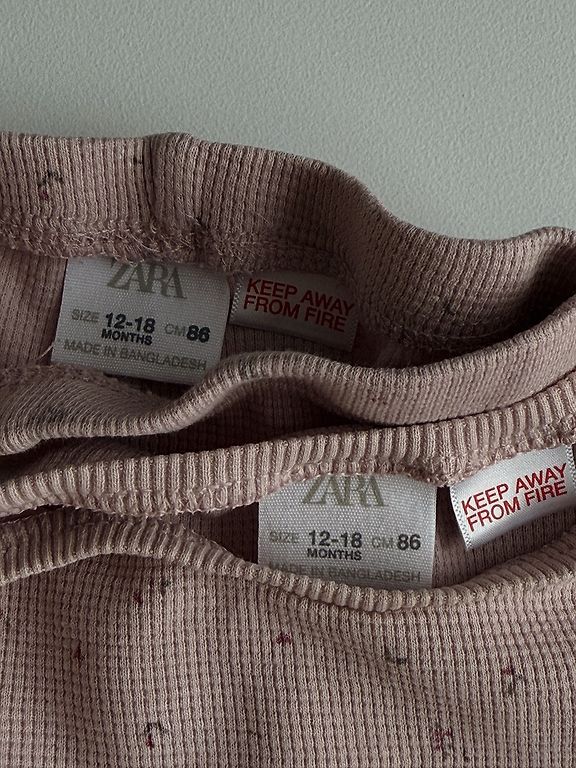 ZARA
SIZE 12-18 CM 86
MONTHS
MADE IN BANGLADESH
KEEP AWAY
FROM FIRE
ZARA
SIZE 12-18 CM 86
MONTHS
MADE IN BANGLADESH
KEEP AWAY
FROM FIRE